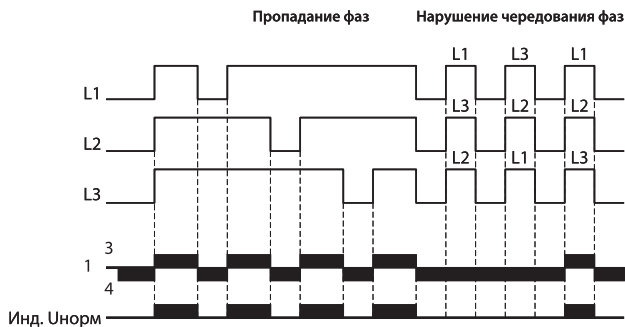 Пропадание фаз Нарушение чередования фаз
L1 L3 L1
L1
L3 L2 L2
L2
L2 L1 L3
L3
3
1
4
Инд. Uнорм